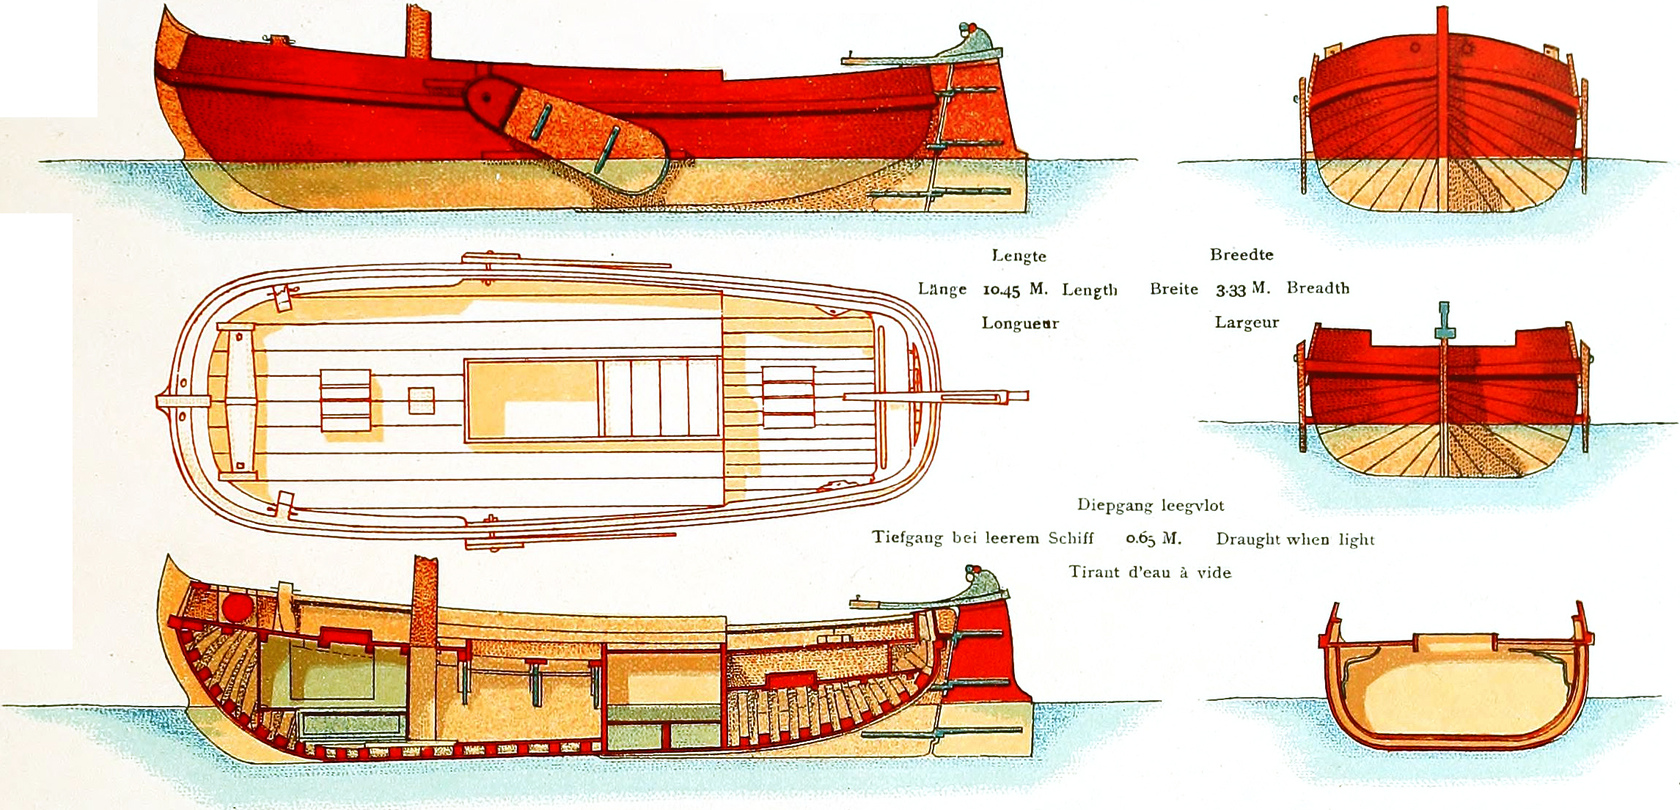 Lengte Breedte
Länge 10.45 M. Length Breite 3.33 M. Breadth
Longueur Largeur
Diepgang leegvlot
Tiefgang bei leerem Schiff 0.65 M. Draught when light
Tirant d'eau à vide